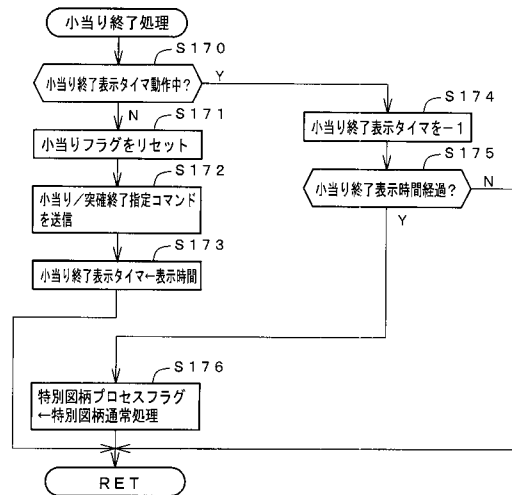 小当り終了処理
S170
小当り終了表示タイマ動作中?
Y
N
S171
小当りフラグをリセット
S172
小当り/突確終了指定コマンド
を送信
S173
小当り終了表示タイマ←表示時間
S174
小当り終了表示タイマを-1
S175
小当り終了表示時間経過?
N
Y
S176
特別図柄プロセスフラグ
←特別図柄通常処理
RET